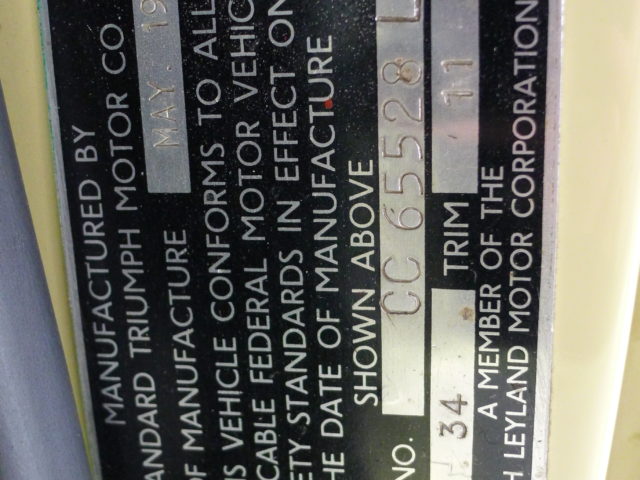 MANUFACTURED BY
ANDARD TRIUMPH MOTOR CO
OF MANUFACTURE MAY. 19
IS VEHICLE CONFORMS TO ALL
CABLE FEDERAL MOTOR VEHIC
ETY STANDARDS IN EFFECT ON
HE DATE OF MANUFACTURE
SHOWN ABOVE
NO. CC 65528 L
34 TRIM 11
A MEMBER OF THE
H LEYLAND MOTOR CORPORATION